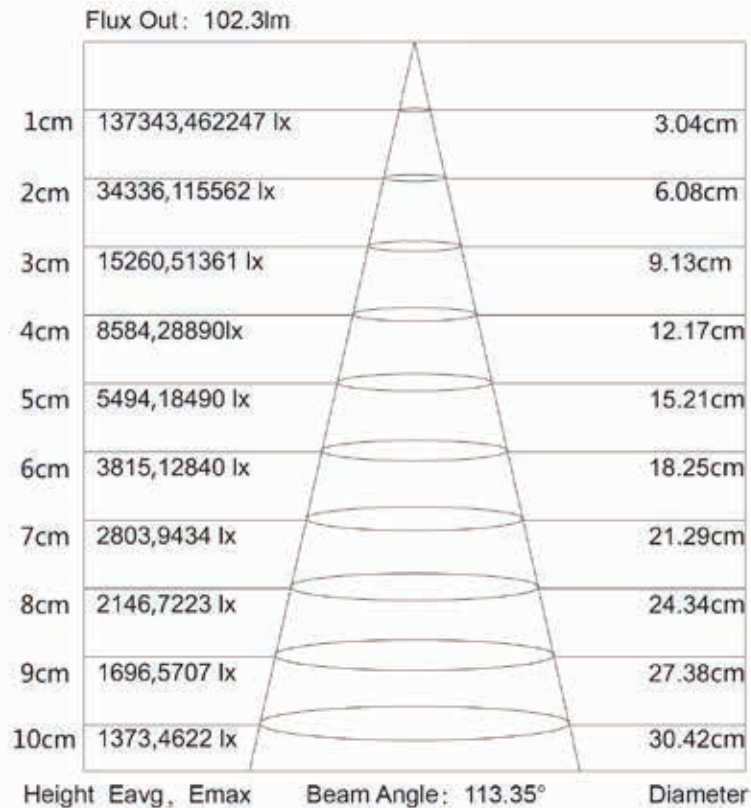 Flux Out: 102.3lm
1cm 137343,462247 lx 3.04cm
2cm 34336,115562 lx 6.08cm
3cm 15260,51361 lx 9.13cm
4cm 8584,28890lx 12.17cm
5cm 5494,18490 lx 15.21cm
6cm 3815,12840 lx 18.25cm
7cm 2803,9434 lx 21.29cm
8cm 2146,7223 lx 24.34cm
9cm 1696,5707 lx 27.38cm
10cm 1373,4622 lx 30.42cm
Height Eavg, Emax Beam Angle: 113.35° Diameter